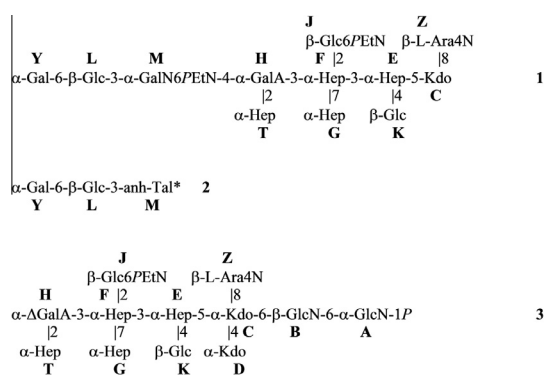 J Z
β-Glc6PEtN β-L-Ara4N
Y L M H F |2 E |8
α-Gal-6-β-Glc-3-α-GalN6PEtN-4-α-GalA-3-α-Hep-3-α-Hep-5-Kdo 1
|2 |7 |4 C
α-Hep α-Hep β-Glc
T G K
α-Gal-6-β-Glc-3-anh-Tal* 2
Y L M
J Z
β-Glc6PEtN β-L-Ara4N
H F |2 E |8
α-ΔGalA-3-α-Hep-3-α-Hep-5-α-Kdo-6-β-GlcN-6-α-GlcN-1P 3
|2 |7 |4 |4 C B A
α-Hep α-Hep β-Glc α-Kdo
T G K D